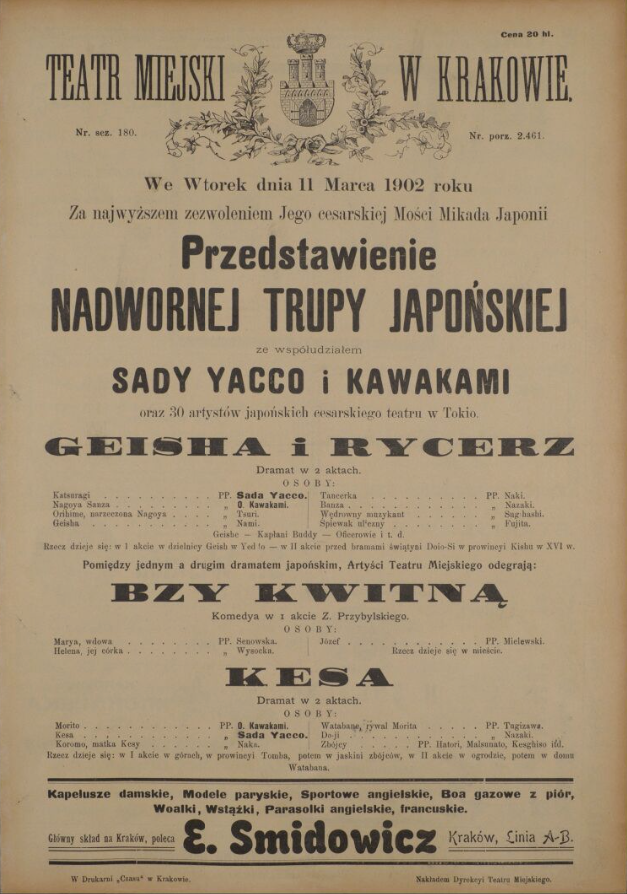 Cena 20 hl.
TEATR MIEJSKI W KRAKOWIE.
Nr. sez. 180. Nr. porz. 2.461.
We Wtorek dnia 11 Marca 1902 roku
Za najwyższem zezwoleniem Jego cesarskiej Mości Mikada Japonii
Przedstawienie
NADWORNEJ TRUPY JAPOŃSKIEJ
ze współudziałem
SADY YACCO i KAWAKAMI
oraz 30 artystów japońskich cesarskiego teatru w Tokio.
GEISHA i RYCERZ
Dramat w 2 aktach.
OSOBY:
Katsuragi . . . . . . . . . . PP. Sada Yacco. Tancerka . . . . . . . . . . PP. Naki.
Nagoya Sanza . . . . . . . . . . „ O. Kawakami. Banza . . . . . . . . . . „ Nazaki.
Orihime, narzeczona Nagoya . . . . . „ Tsuri. Wędrowny muzykant . . . . . „
Geisha . . . . . . . . . . „ Nami. Śpiewak uliczny . . . . . . . „ Fujita.
Geishe — Kapłani Buddy — Oficerowie i t. d.
Rzecz dzieje się: w I akcie w dzielnicy Geish w Yeddo — w II akcie przed bramami świątyni Doio-Si w prowincyi Kishu w XVI w.
Pomiędzy jednym a drugim dramatem japońskim, Artyści Teatru Miejskiego odegrają:
BZY KWITNĄ
Komedya w 1 akcie Z. Przybylskiego.
OSOBY:
Marya, wdowa . . . . . . . . PP. Senowska. Józef . . . . . . . . . . PP. Mielewski.
Helena, jej córka . . . . . . . . „ Wysocka. Rzecz dzieje się w mieście.
KESA
Dramat w 2 aktach.
OSOBY:
Morito . . . . . . . . . . PP. O. Kawakami. Watabane, rywal Morita . . . . . PP. Tagizawa.
Kesa . . . . . . . . . . „ Sada Yacco. Do-ji . . . . . . . . . . „ Nazaki.
Koromo, matka Kesy . . . . . . . „ Naka. Zbójcy . . . . . PP. Hatori, Matsunato,
Rzecz dzieje się: w I akcie w górach, w prowincyi Tomba, potem w jaskini zbójców, w II akcie w ogrodzie, potem w domu
Watabana.
Kapelusze damskie, Modele paryskie, Sportowe angielskie, Boa gazowe z piór,
Woalki, Wstążki, Parasolki angielskie, francuskie.
Główny skład na Kraków, poleca E. Smidowicz Kraków, Linia A-B.
W Drukarni „Czasu“ w Krakowie. Nakładem Dyrekcyi Teatru Miejskiego.